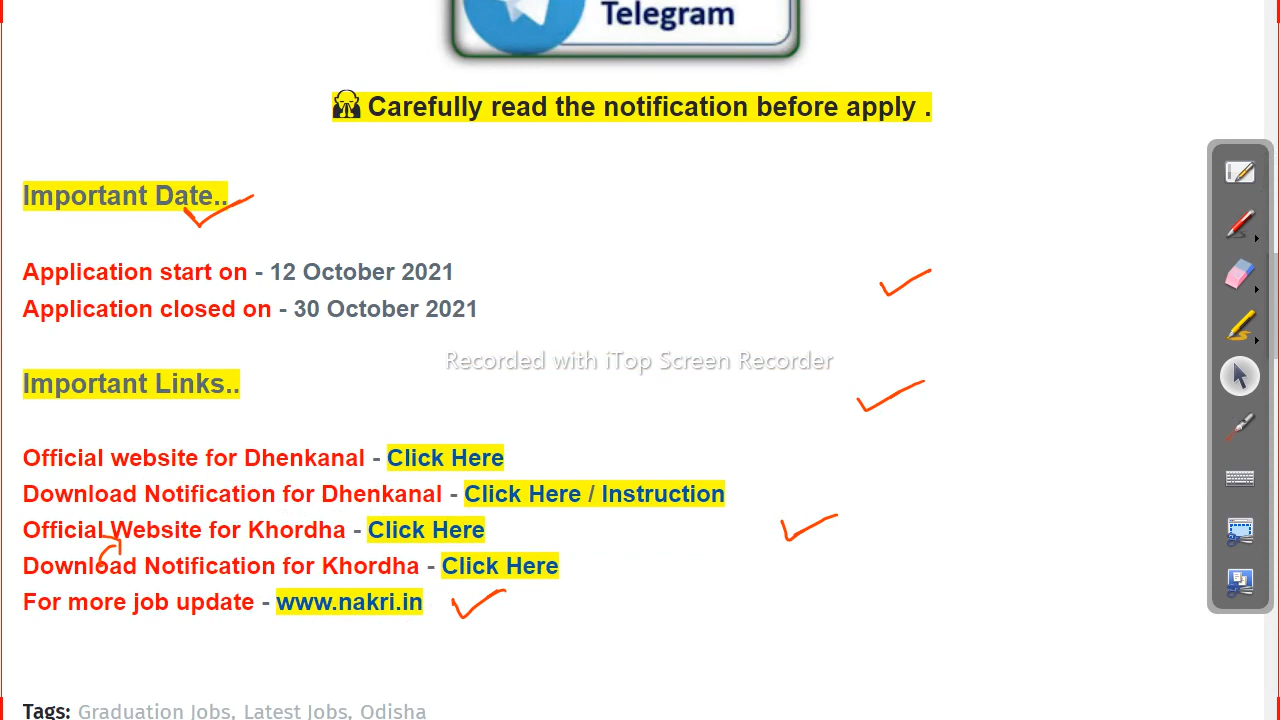 Telegram
Carefully read the notification before apply .
Important Date..
Application start on - 12 October 2021
Application closed on - 30 October 2021
Recorded with iTop Screen Recorder
Important Links..
Official website for Dhenkanal - Click Here
Download Notification for Dhenkanal - Click Here / Instruction
Official Website for Khordha - Click Here
Download Notification for Khordha - Click Here
For more job update - www.nakri.in
Tags: Graduation Jobs, Latest Jobs, Odisha